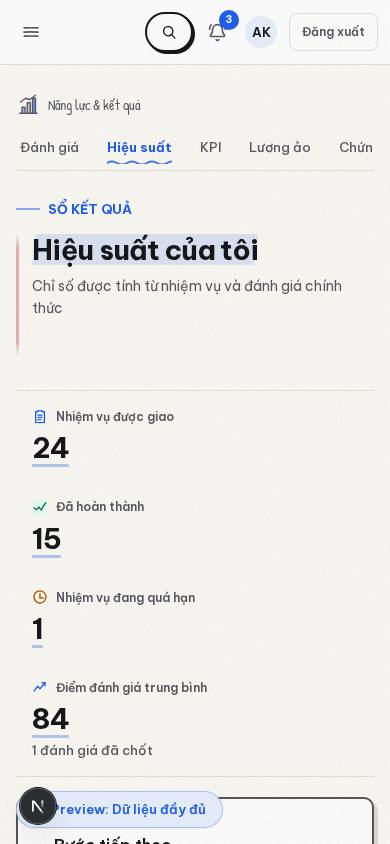 3
AK
Đăng xuất
Năng lực & kết quả
Đánh giá
Hiệu suất
KPI
Lương ảo
Chứn
SỔ KẾT QUẢ
Hiệu suất của tôi
Chỉ số được tính từ nhiệm vụ và đánh giá chính
thức
Nhiệm vụ được giao
24
Đã hoàn thành
15
Nhiệm vụ đang quá hạn
1
Điểm đánh giá trung bình
84
1 đánh giá đã chốt
N
Preview: Dữ liệu đầy đủ
Bước tiếp theo